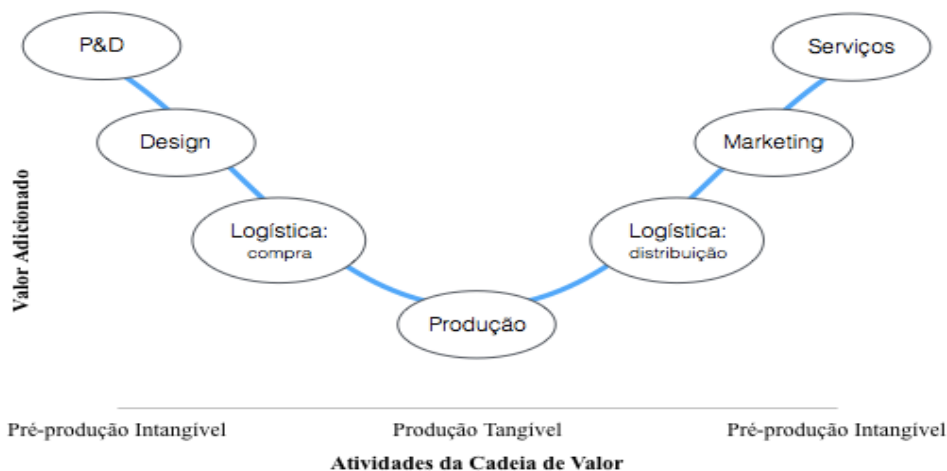 P&D
Serviços
Design
Marketing
Logística:
compra
Logística:
distribuição
Produção
Valor Adicionado
Pré-produção Intangível
Produção Tangível
Pré-produção Intangível
Atividades da Cadeia de Valor